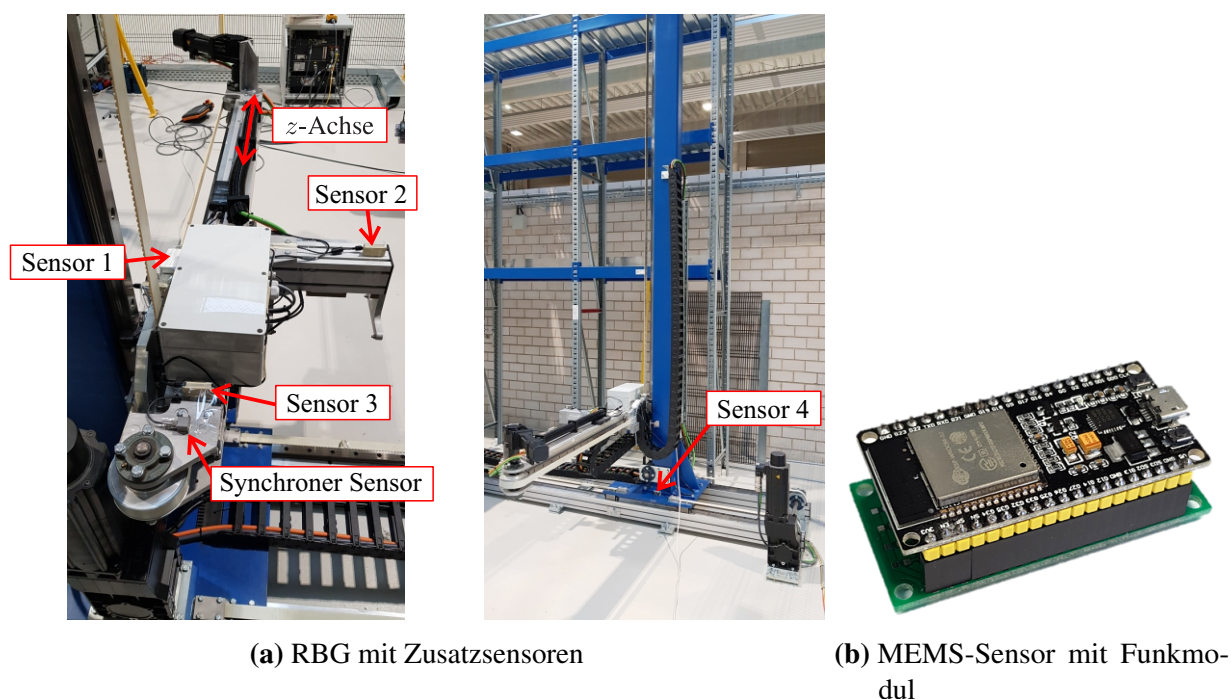 z-Achse
Sensor 2
Sensor 1
Sensor 3
Synchroner Sensor
Sensor 4
(a) RBG mit Zusatzsensoren
(b) MEMS-Sensor mit Funkmo-
dul